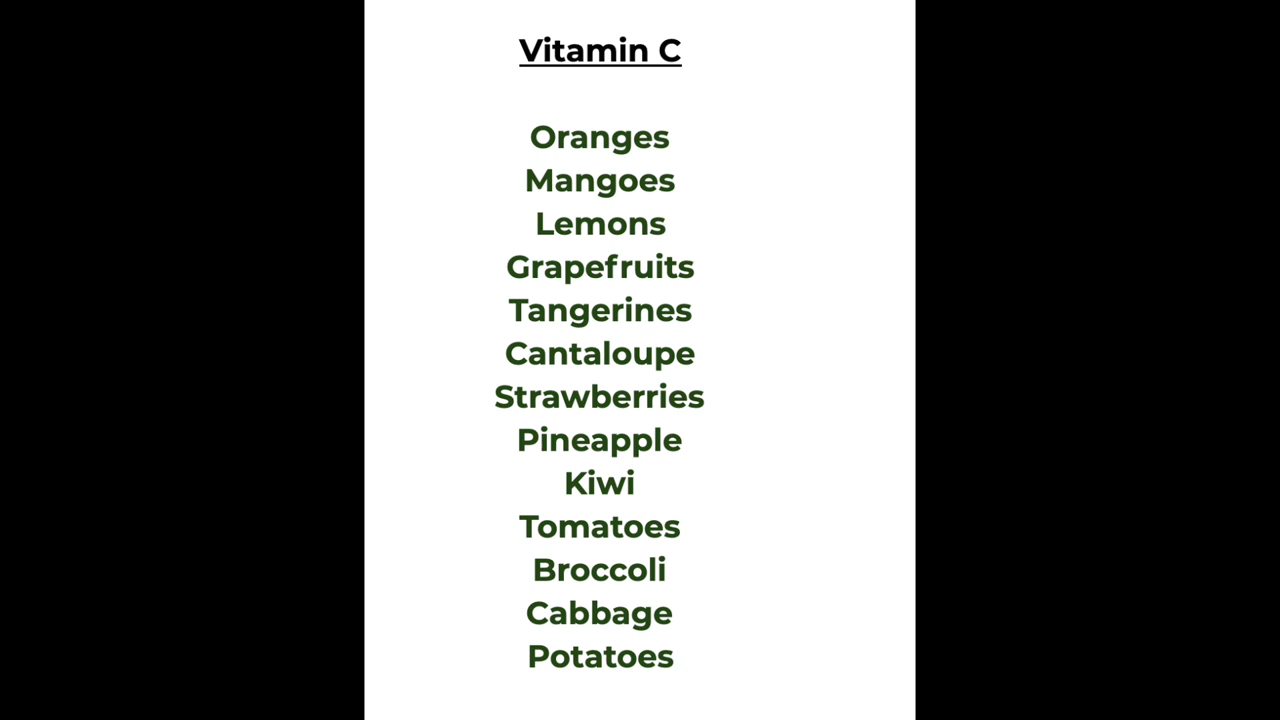 Vitamin C
Oranges
Mangoes
Lemons
Grapefruits
Tangerines
Cantaloupe
Strawberries
Pineapple
Kiwi
Tomatoes
Broccoli
Cabbage
Potatoes